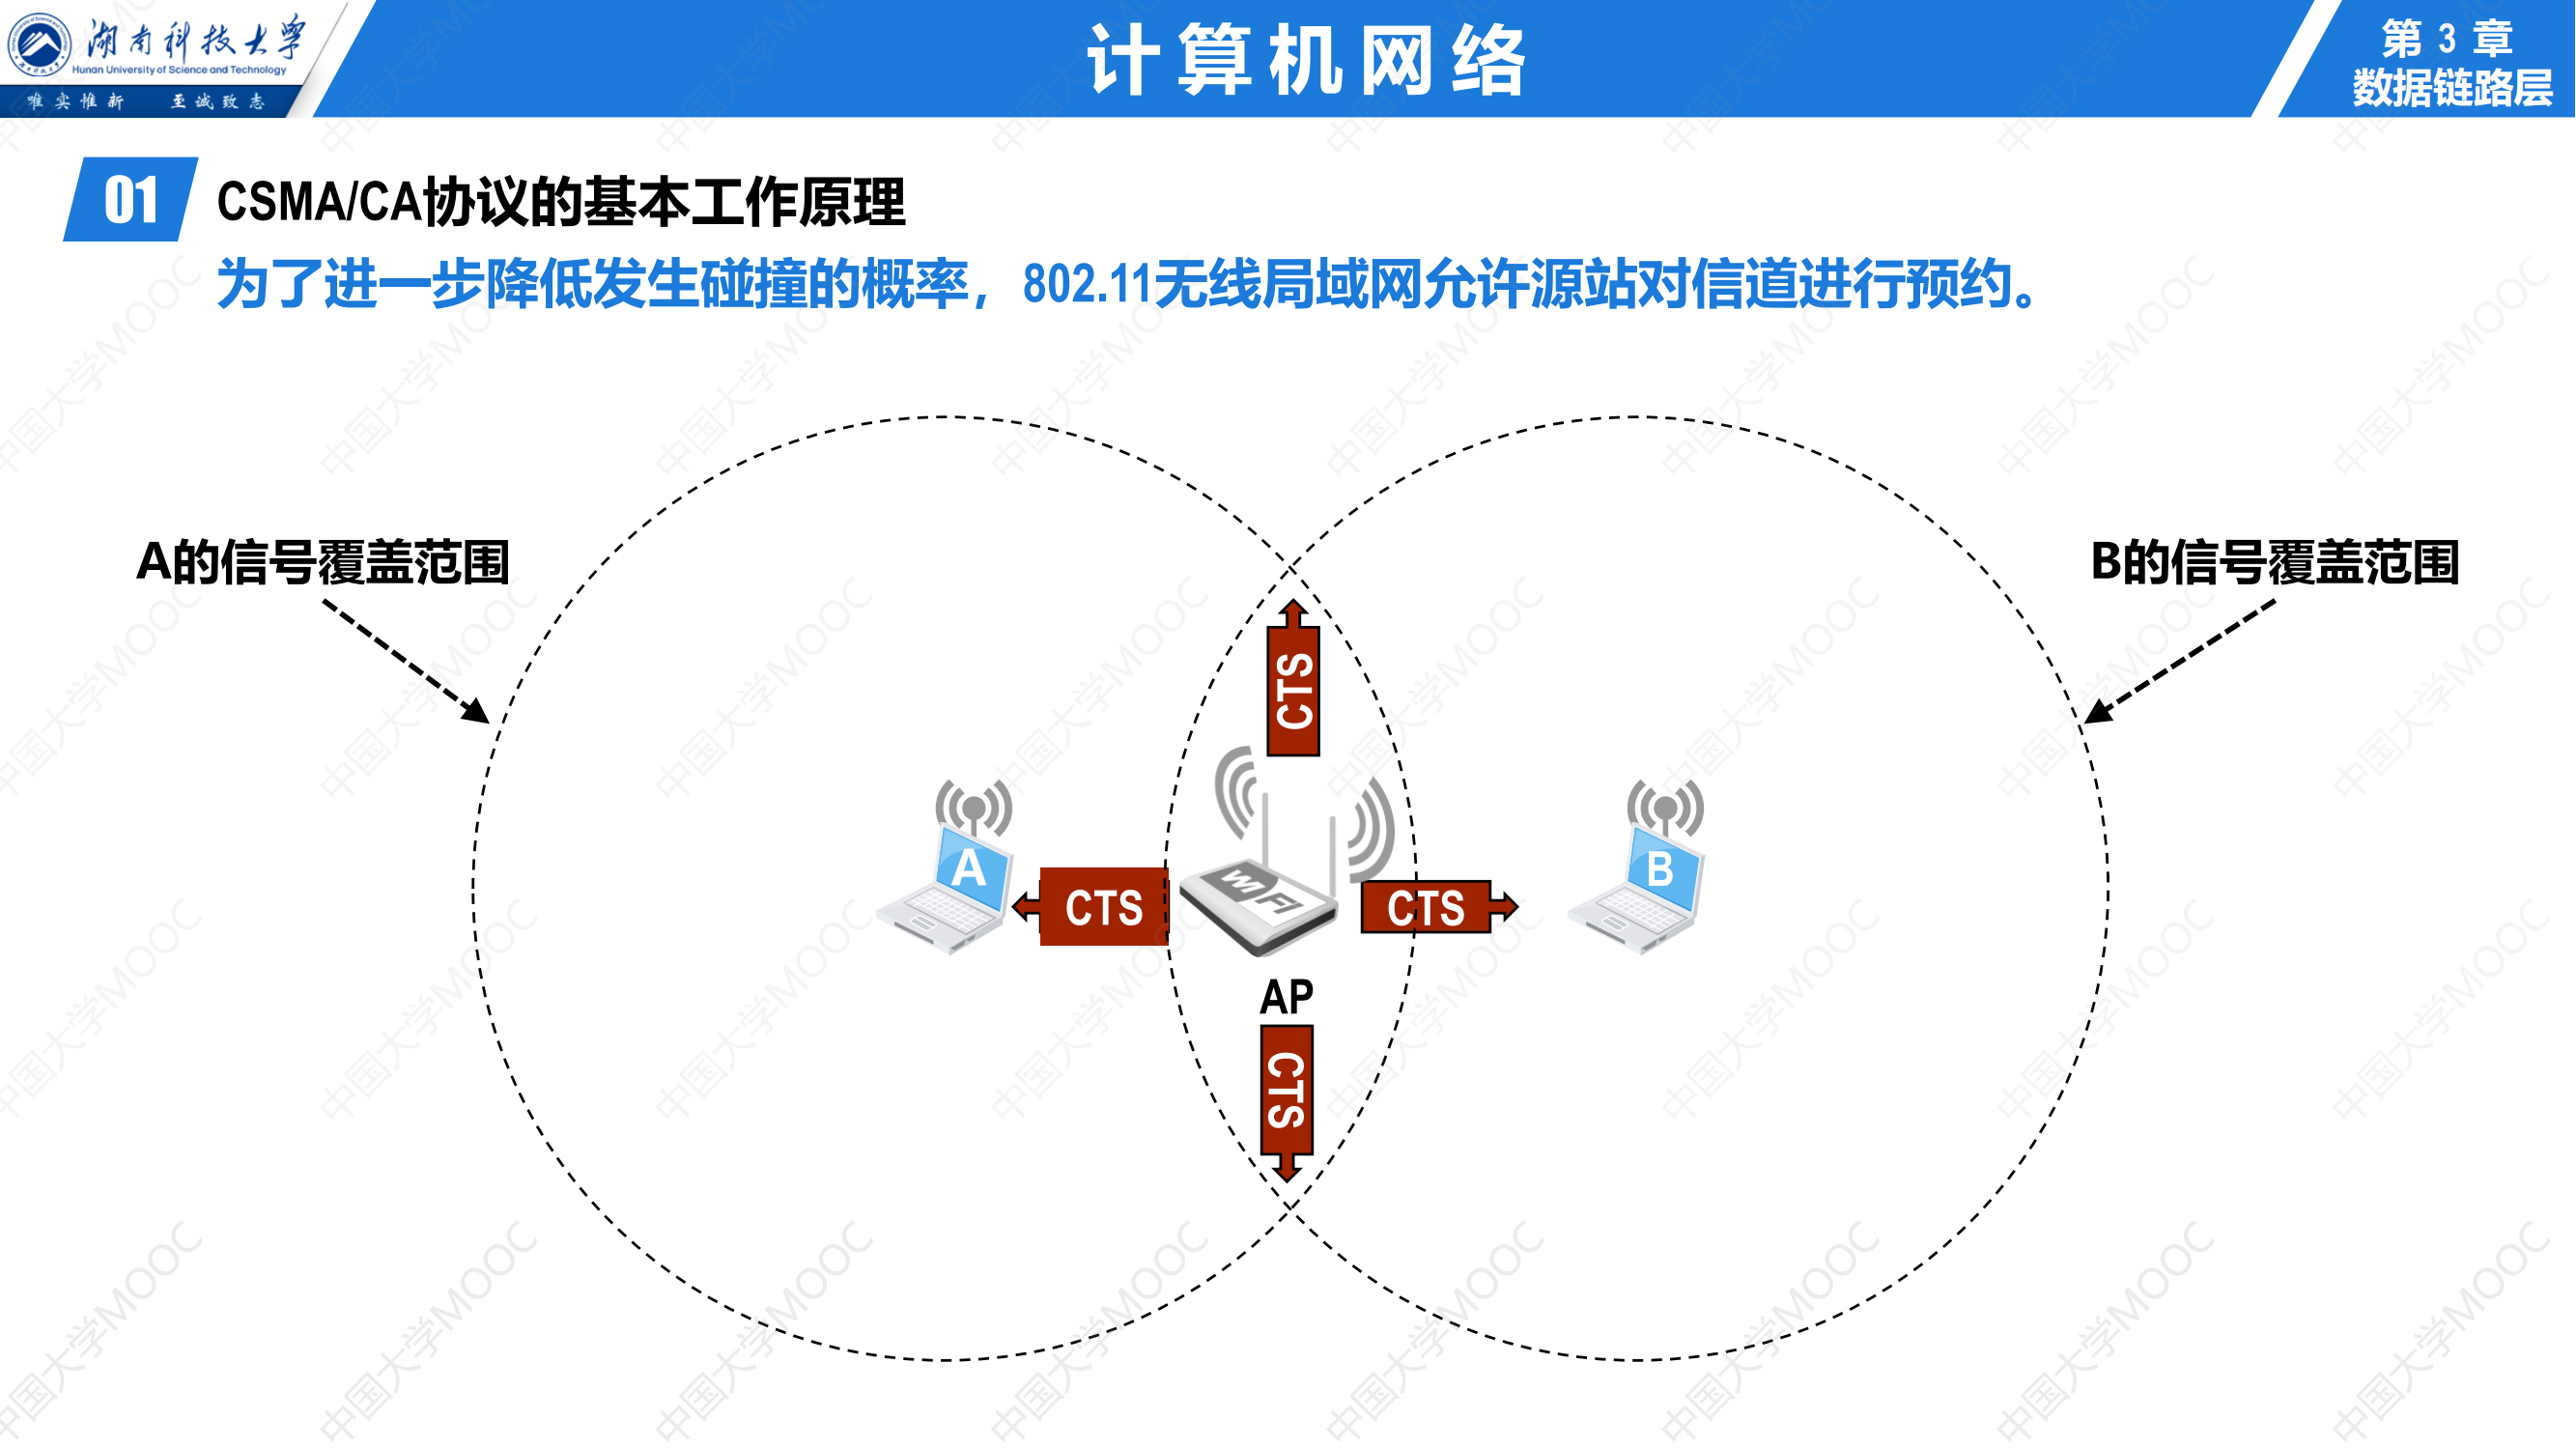 湖南科技大学
Hunan University of Science and Technology
唯实惟新 至诚致志
计算机网络
第 3 章
数据链路层
01
CSMA/CA协议的基本工作原理
为了进一步降低发生碰撞的概率，802.11无线局域网允许源站对信道进行预约。
A的信号覆盖范围
B的信号覆盖范围
CTS
A
CTS
WiFi
CTS
B
AP
CTS
中国大学MOOC